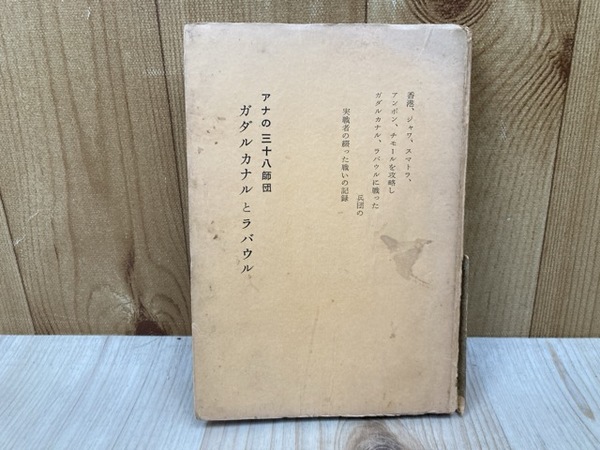 香港、ジャワ、スマトラ、
アンボン、チモールを攻略し
ガダルカナル、ラバウルに戦った
兵団の
実戦者の綴った戦いの記録
アナの三十八師団
ガダルカナルとラバウル